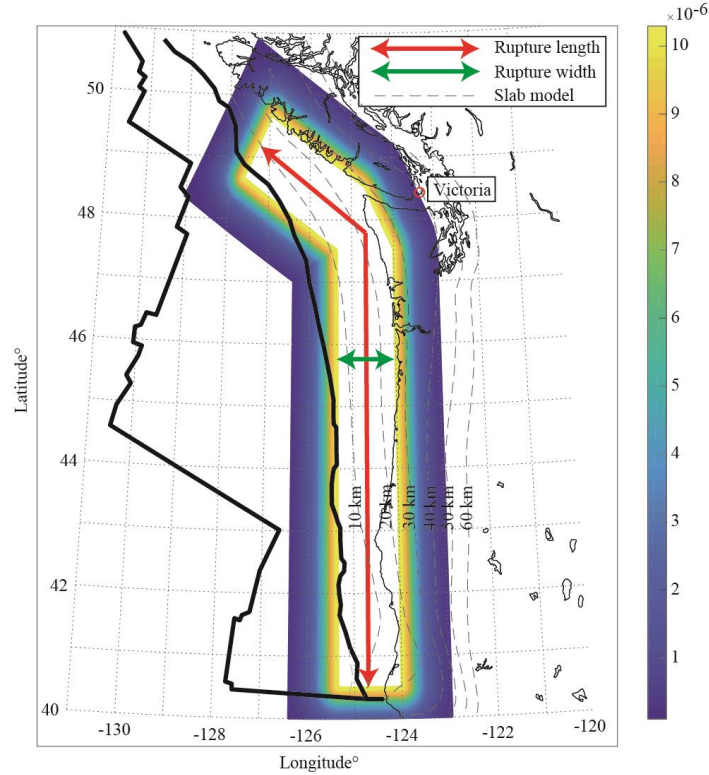 10⁻⁶
Rupture length
Rupture width
Slab model
Victoria
50
48
46
44
42
40
Latitude°
10 km
20 km
30 km
40 km
50 km
60 km
-130
-128
-126
-124
-122
-120
Longitude°
10
9
8
7
6
5
4
3
2
1